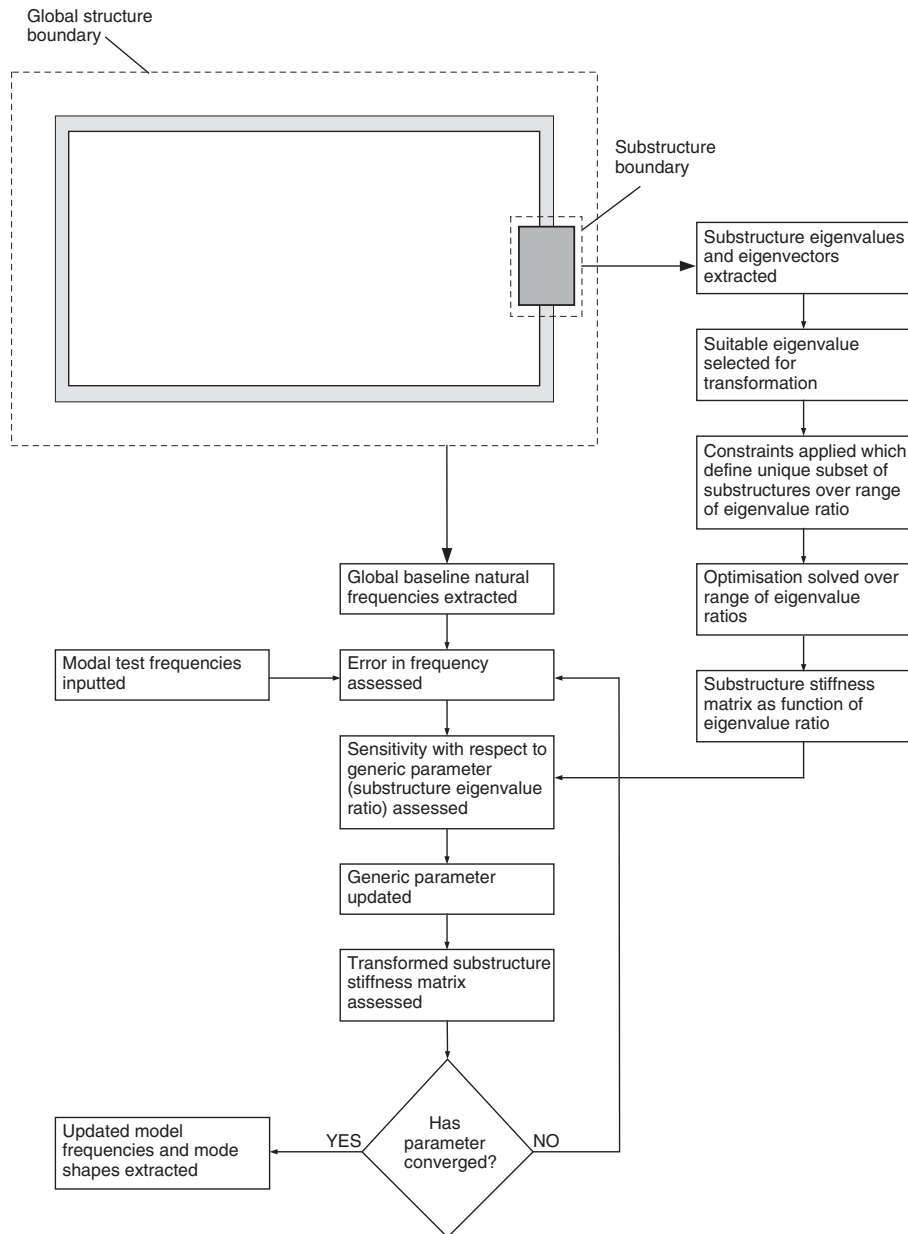 Global structure
boundary
Substructure
boundary
Substructure eigenvalues
and eigenvectors
extracted
Suitable eigenvalue
selected for
transformation
Constraints applied which
define unique subset of
substructures over range
of eigenvalue ratio
Optimisation solved over
range of eigenvalue
ratios
Substructure stiffness
matrix as function of
eigenvalue ratio
Global baseline natural
frequencies extracted
Modal test frequencies
inputted
Error in frequency
assessed
Sensitivity with respect to
generic parameter
(substructure eigenvalue
ratio) assessed
Generic parameter
updated
Transformed substructure
stiffness matrix
assessed
Has
parameter
converged?
YES
NO
Updated model
frequencies and mode
shapes extracted